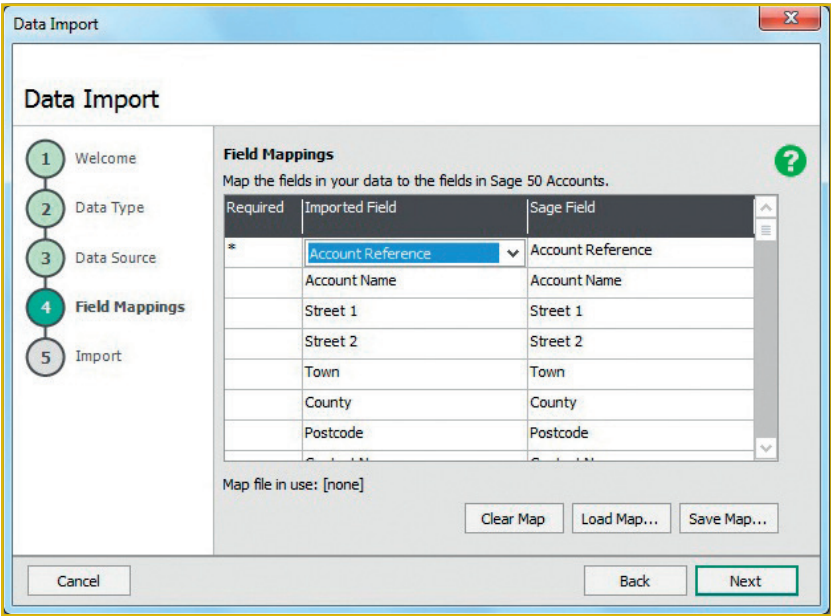 Data Import
x
Data Import
1 Welcome
2 Data Type
3 Data Source
4 Field Mappings
5 Import
Field Mappings
?
Map the fields in your data to the fields in Sage 50 Accounts.
Required Imported Field Sage Field
* Account Reference Account Reference
Account Name Account Name
Street 1 Street 1
Street 2 Street 2
Town Town
County County
Postcode Postcode
Map file in use: [none]
Clear Map Load Map... Save Map...
Cancel Back Next